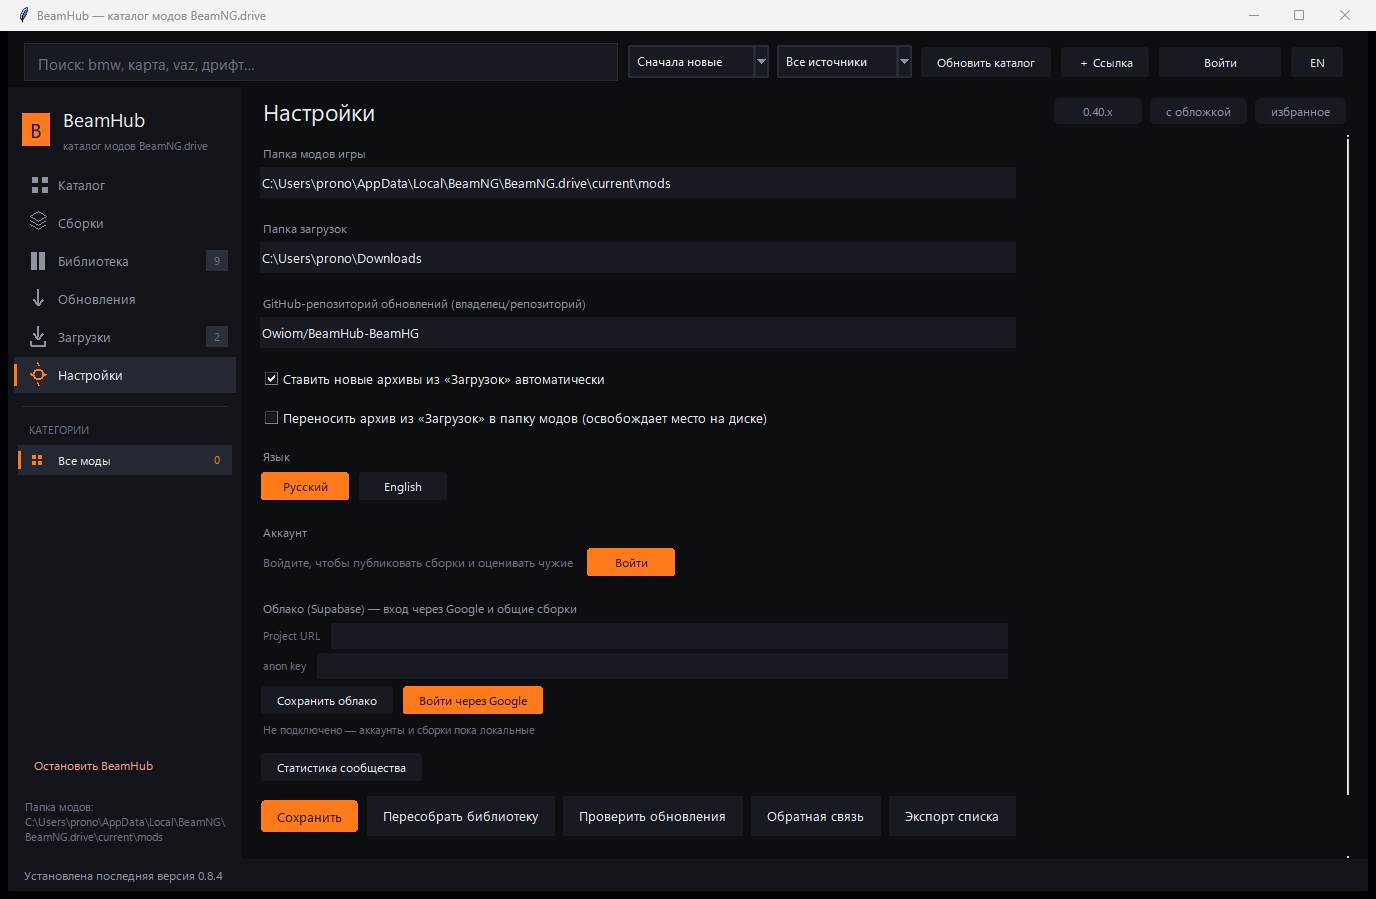 BeamHub — каталог модов BeamNG.drive
Поиск: bmw, карта, vaz, дрифт...
Сначала новые
Все источники
Обновить каталог
+ Ссылка
Войти
EN
B
BeamHub
каталог модов BeamNG.drive
Каталог
Сборки
Библиотека
9
Обновления
Загрузки
2
Настройки
КАТЕГОРИИ
Все моды
0
Остановить BeamHub
Папка модов:
C:\Users\prono\AppData\Local\BeamNG\
BeamNG.drive\current\mods
Настройки
0.40.x
с обложкой
избранное
Папка модов игры
C:\Users\prono\AppData\Local\BeamNG\BeamNG.drive\current\mods
Папка загрузок
C:\Users\prono\Downloads
GitHub-репозиторий обновлений (владелец/репозиторий)
Owiom/BeamHub-BeamHG
Ставить новые архивы из «Загрузок» автоматически
Переносить архив из «Загрузок» в папку модов (освобождает место на диске)
Язык
Русский
English
Аккаунт
Войдите, чтобы публиковать сборки и оценивать чужие
Войти
Облако (Supabase) — вход через Google и общие сборки
Project URL
anon key
Сохранить облако
Войти через Google
Не подключено — аккаунты и сборки пока локальные
Статистика сообщества
Сохранить
Пересобрать библиотеку
Проверить обновления
Обратная связь
Экспорт списка
Установлена последняя версия 0.8.4